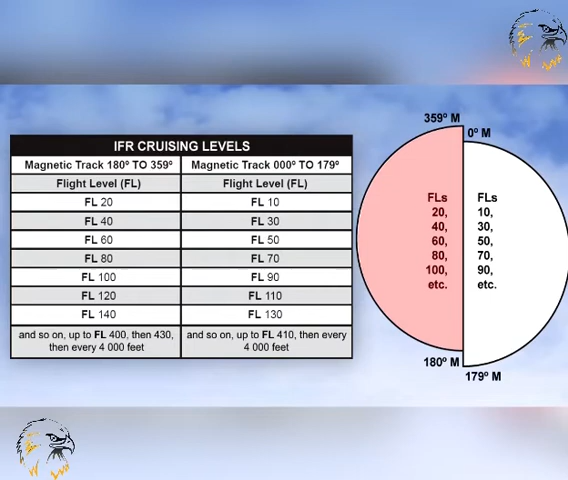 IFR CRUISING LEVELS
Magnetic Track 180º TO 359º Magnetic Track 000º TO 179º
Flight Level (FL) Flight Level (FL)
FL 20 FL 10
FL 40 FL 30
FL 60 FL 50
FL 80 FL 70
FL 100 FL 90
FL 120 FL 110
FL 140 FL 130
and so on, up to FL 400, then 430,
then every 4 000 feet
and so on, up to FL 410, then every
4 000 feet
359º M
0º M
FLs
20,
40,
60,
80,
100,
etc.
FLs
10,
30,
50,
70,
90,
etc.
180º M
179º M